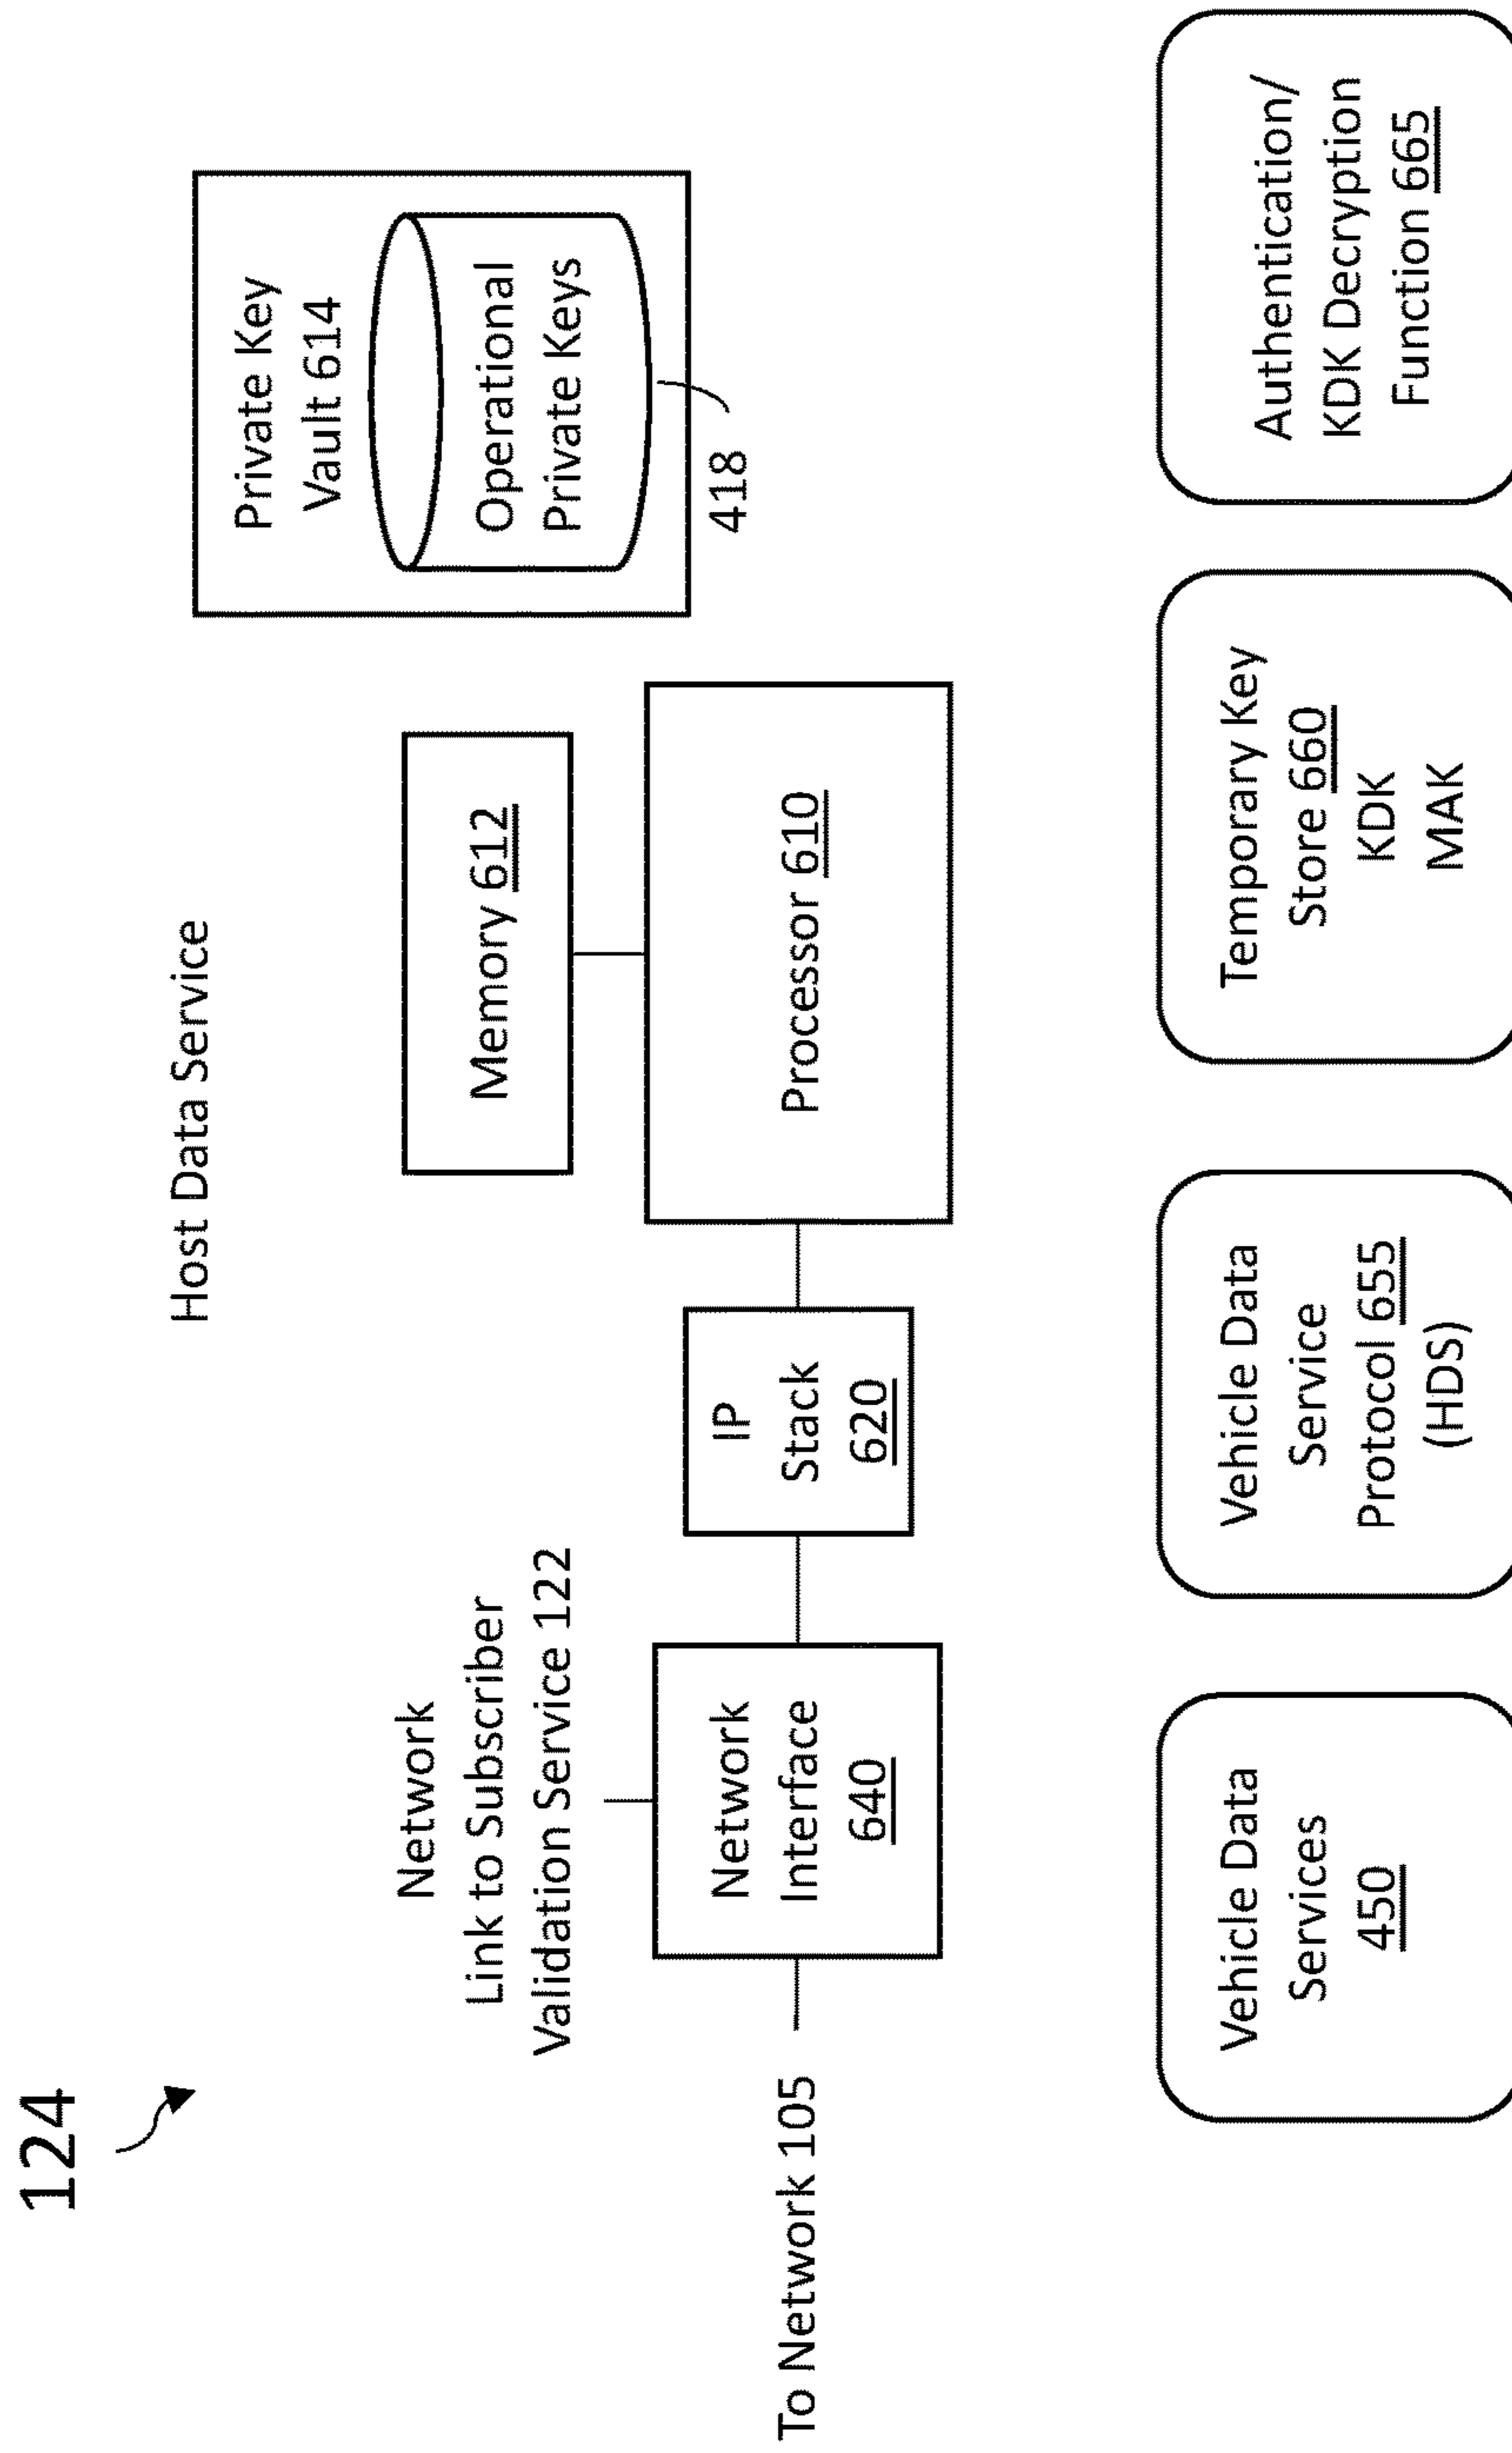 124
Host Data Service
Private Key
Vault 614
Operational
Private Keys
418
Memory 612
Network
Link to Subscriber
Validation Service 122
To Network 105
Network
Interface
640
IP
Stack
620
Processor 610
Vehicle Data
Services
450
Vehicle Data
Service
Protocol 655
(HDS)
Temporary Key
Store 660
KDK
MAK
Authentication/
KDK Decryption
Function 665